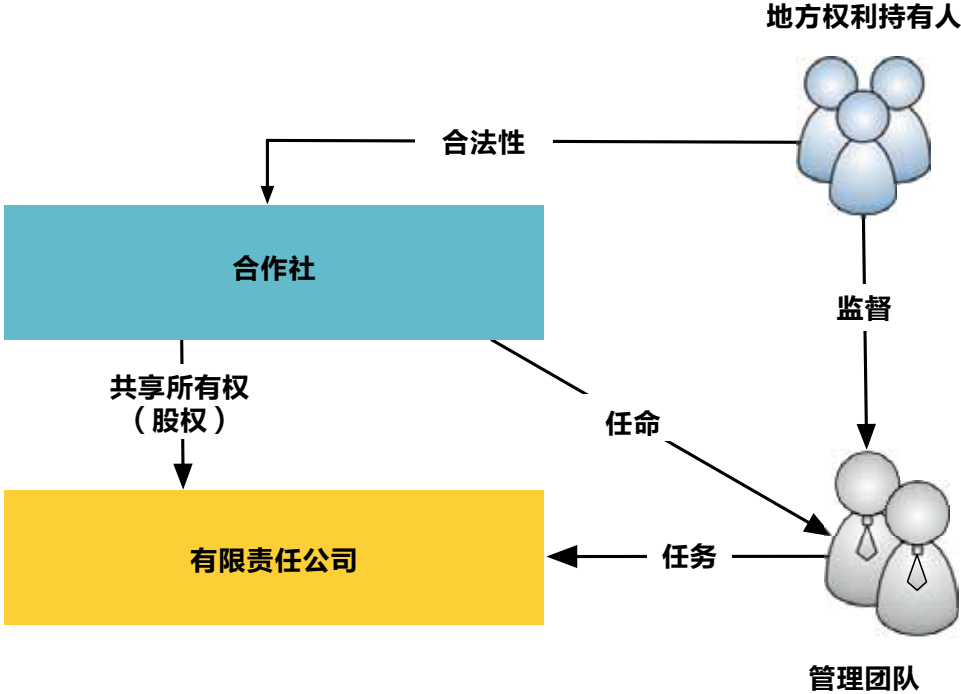 地方权利持有人
合法性
合作社
监督
共享所有权
（股权）
任命
有限责任公司
任务
管理团队